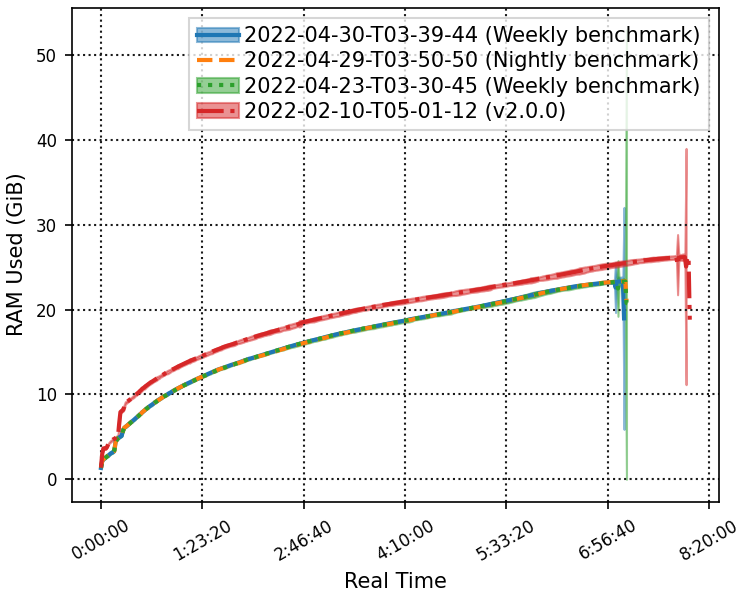 2022-04-30-T03-39-44 (Weekly benchmark)
2022-04-29-T03-50-50 (Nightly benchmark)
2022-04-23-T03-30-45 (Weekly benchmark)
2022-02-10-T05-01-12 (v2.0.0)
RAM Used (GiB)
50
40
30
20
10
0
0:00:00
1:23:20
2:46:40
4:10:00
5:33:20
6:56:40
8:20:00
Real Time